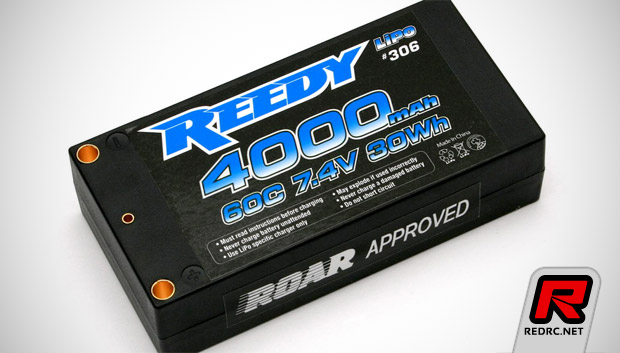 LiPo
#306
REEDY
4000mAh
60C 7.4V 30Wh
Made in China
• Must read instructions before charging
• Never charge battery unattended
• Use LiPo specific charger only
• May explode if used incorrectly
• Never charge a damaged battery
• Do not short circuit
ROAR APPROVED
R
REDRC.NET